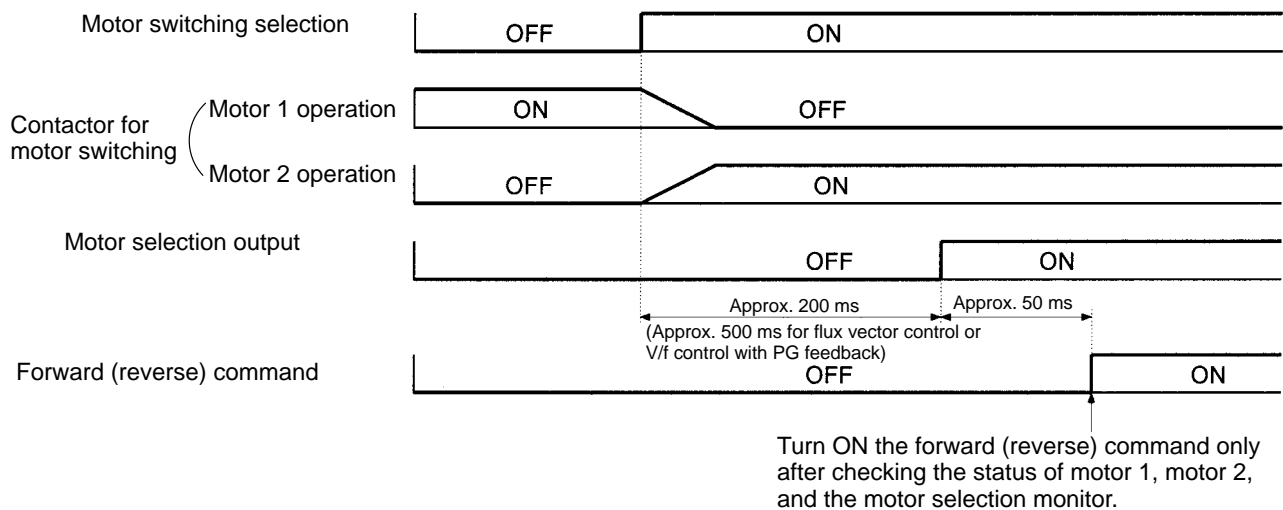 Motor switching selection
OFF
ON
Contactor for
motor switching
Motor 1 operation
ON
OFF
Motor 2 operation
OFF
ON
Motor selection output
OFF
ON
Approx. 200 ms
Approx. 50 ms
(Approx. 500 ms for flux vector control or
V/f control with PG feedback)
Forward (reverse) command
OFF
ON
Turn ON the forward (reverse) command only
after checking the status of motor 1, motor 2,
and the motor selection monitor.